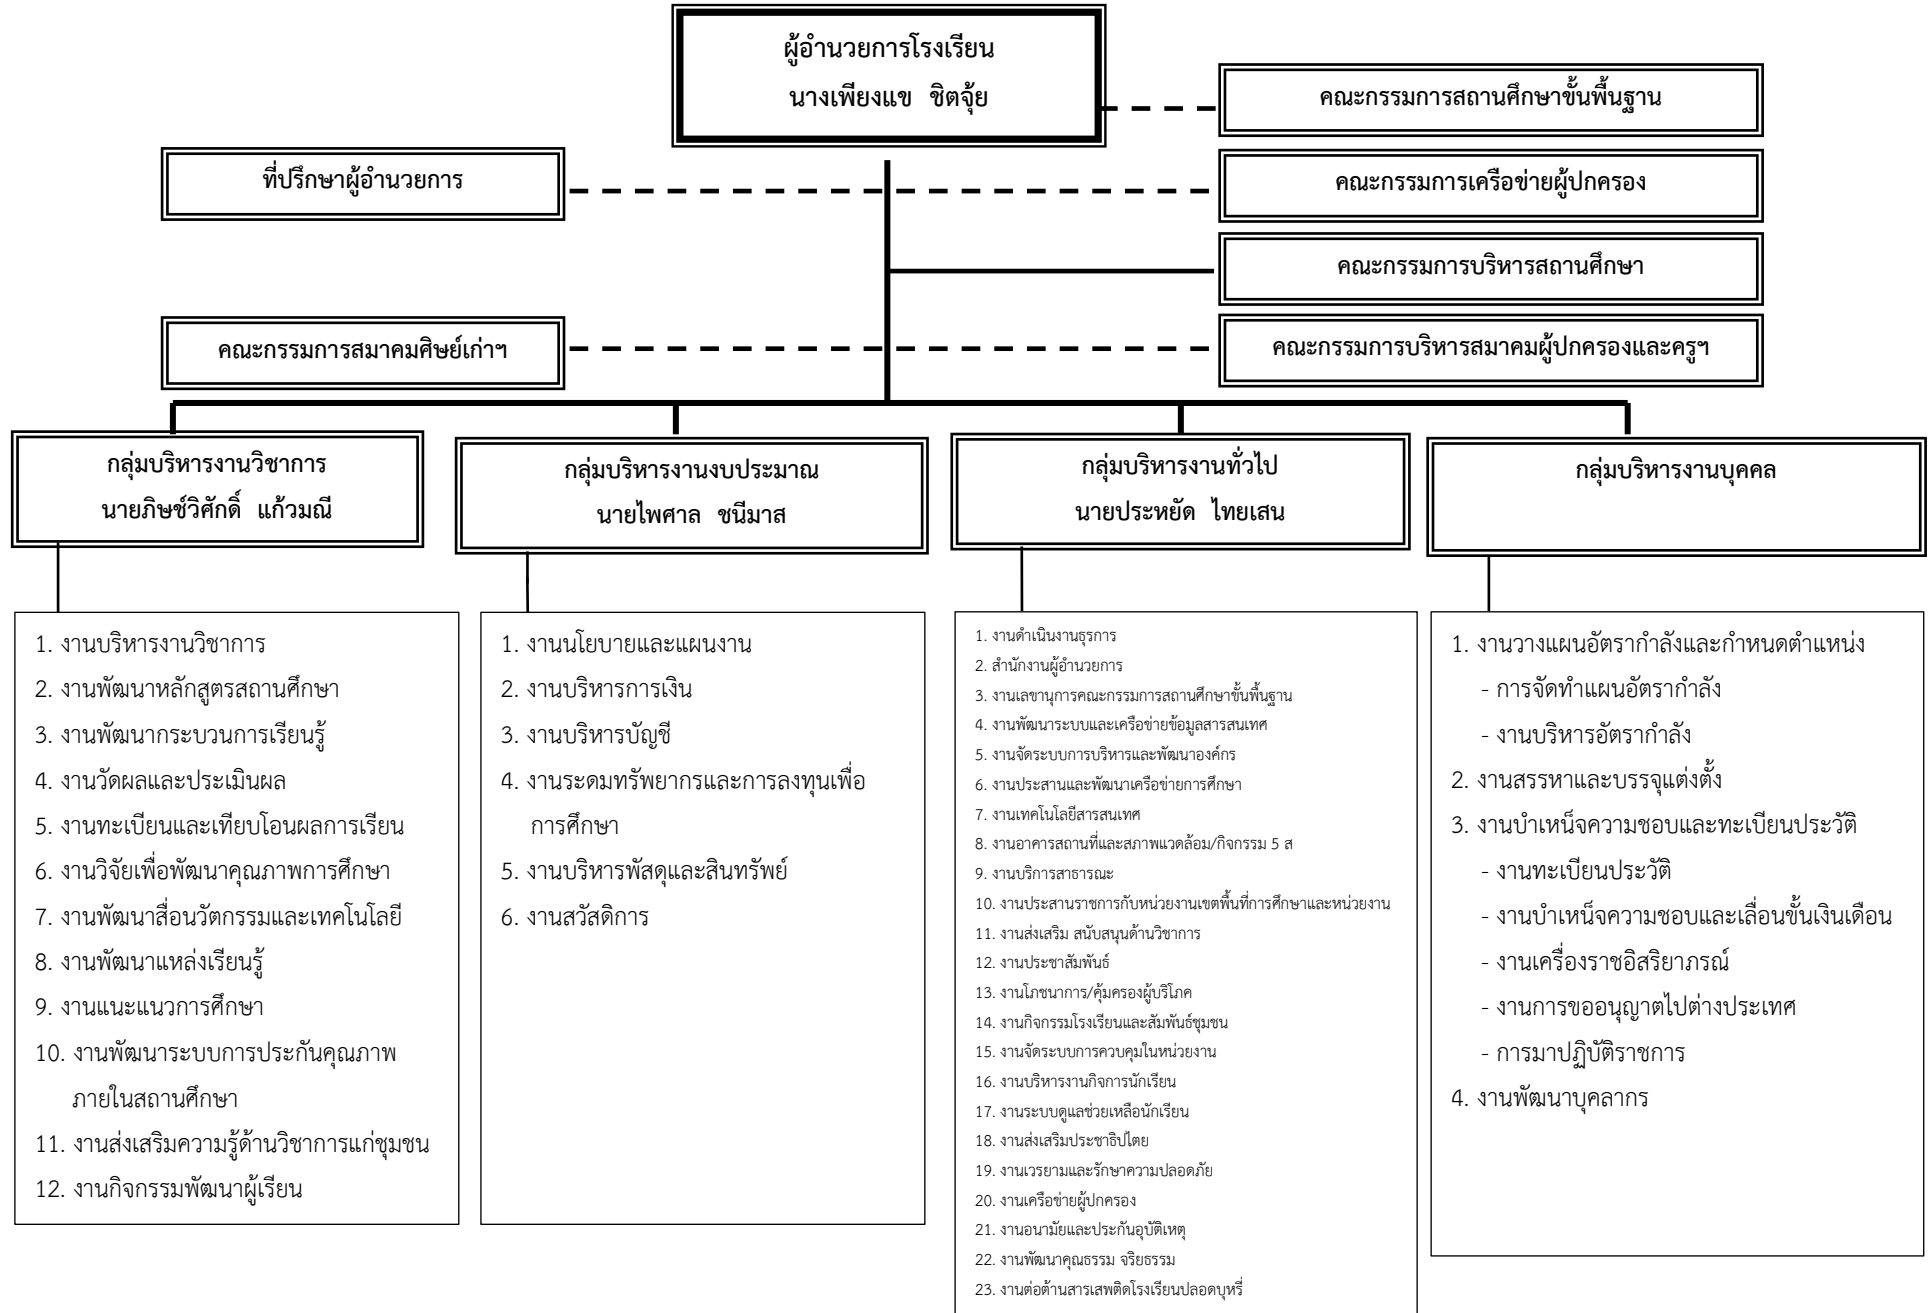 ผู้อำนวยการโรงเรียน
นางเพียงแข ชิตจุ้ย
คณะกรรมการสถานศึกษาขั้นพื้นฐาน
ที่ปรึกษาผู้อำนวยการ
คณะกรรมการเครือข่ายผู้ปกครอง
คณะกรรมการบริหารสถานศึกษา
คณะกรรมการสมาคมศิษย์เก่าฯ
คณะกรรมการบริหารสมาคมผู้ปกครองและครูฯ
กลุ่มบริหารงานวิชาการ
นายภิษช์วิศักดิ์ แก้วมณี
กลุ่มบริหารงานงบประมาณ
นายไพศาล ชนีมาส
กลุ่มบริหารงานทั่วไป
นายประหยัด ไทยเสน
กลุ่มบริหารงานบุคคล
1. งานบริหารงานวิชาการ
2. งานพัฒนาหลักสูตรสถานศึกษา
3. งานพัฒนากระบวนการเรียนรู้
4. งานวัดผลและประเมินผล
5. งานทะเบียนและเทียบโอนผลการเรียน
6. งานวิจัยเพื่อพัฒนาคุณภาพการศึกษา
7. งานพัฒนาสื่อนวัตกรรมและเทคโนโลยี
8. งานพัฒนาแหล่งเรียนรู้
9. งานแนะแนวการศึกษา
10. งานพัฒนาระบบการประกันคุณภาพ
ภายในสถานศึกษา
11. งานส่งเสริมความรู้ด้านวิชาการแก่ชุมชน
12. งานกิจกรรมพัฒนาผู้เรียน
1. งานนโยบายและแผนงาน
2. งานบริหารการเงิน
3. งานบริหารบัญชี
4. งานระดมทรัพยากรและการลงทุนเพื่อ
การศึกษา
5. งานบริหารพัสดุและสินทรัพย์
6. งานสวัสดิการ
1. งานดำเนินงานธุรการ
2. สำนักงานผู้อำนวยการ
3. งานเลขานุการคณะกรรมการสถานศึกษาขั้นพื้นฐาน
4. งานพัฒนาระบบและเครือข่ายข้อมูลสารสนเทศ
5. งานจัดระบบการบริหารและพัฒนาองค์กร
6. งานประสานและพัฒนาเครือข่ายการศึกษา
7. งานเทคโนโลยีสารสนเทศ
8. งานอาคารสถานที่และสภาพแวดล้อม/กิจกรรม 5 ส
9. งานบริการสาธารณะ
10. งานประสานราชการกับหน่วยงานเขตพื้นที่การศึกษาและหน่วยงาน
11. งานส่งเสริม สนับสนุนด้านวิชาการ
12. งานประชาสัมพันธ์
13. งานโภชนาการ/คุ้มครองผู้บริโภค
14. งานกิจกรรมโรงเรียนและสัมพันธ์ชุมชน
15. งานจัดระบบการควบคุมในหน่วยงาน
16. งานบริหารงานกิจการนักเรียน
17. งานระบบดูแลช่วยเหลือนักเรียน
18. งานส่งเสริมประชาธิปไตย
19. งานเวรยามและรักษาความปลอดภัย
20. งานเครือข่ายผู้ปกครอง
21. งานอนามัยและประกันอุบัติเหตุ
22. งานพัฒนาคุณธรรม จริยธรรม
23. งานต่อต้านสารเสพติดโรงเรียนปลอดบุหรี่
1. งานวางแผนอัตรากำลังและกำหนดตำแหน่ง
- การจัดทำแผนอัตรากำลัง
- งานบริหารอัตรากำลัง
2. งานสรรหาและบรรจุแต่งตั้ง
3. งานบำเหน็จความชอบและทะเบียนประวัติ
- งานทะเบียนประวัติ
- งานบำเหน็จความชอบและเลื่อนขั้นเงินเดือน
- งานเครื่องราชอิสริยาภรณ์
- งานการขออนุญาตไปต่างประเทศ
- การมาปฏิบัติราชการ
4. งานพัฒนาบุคลากร